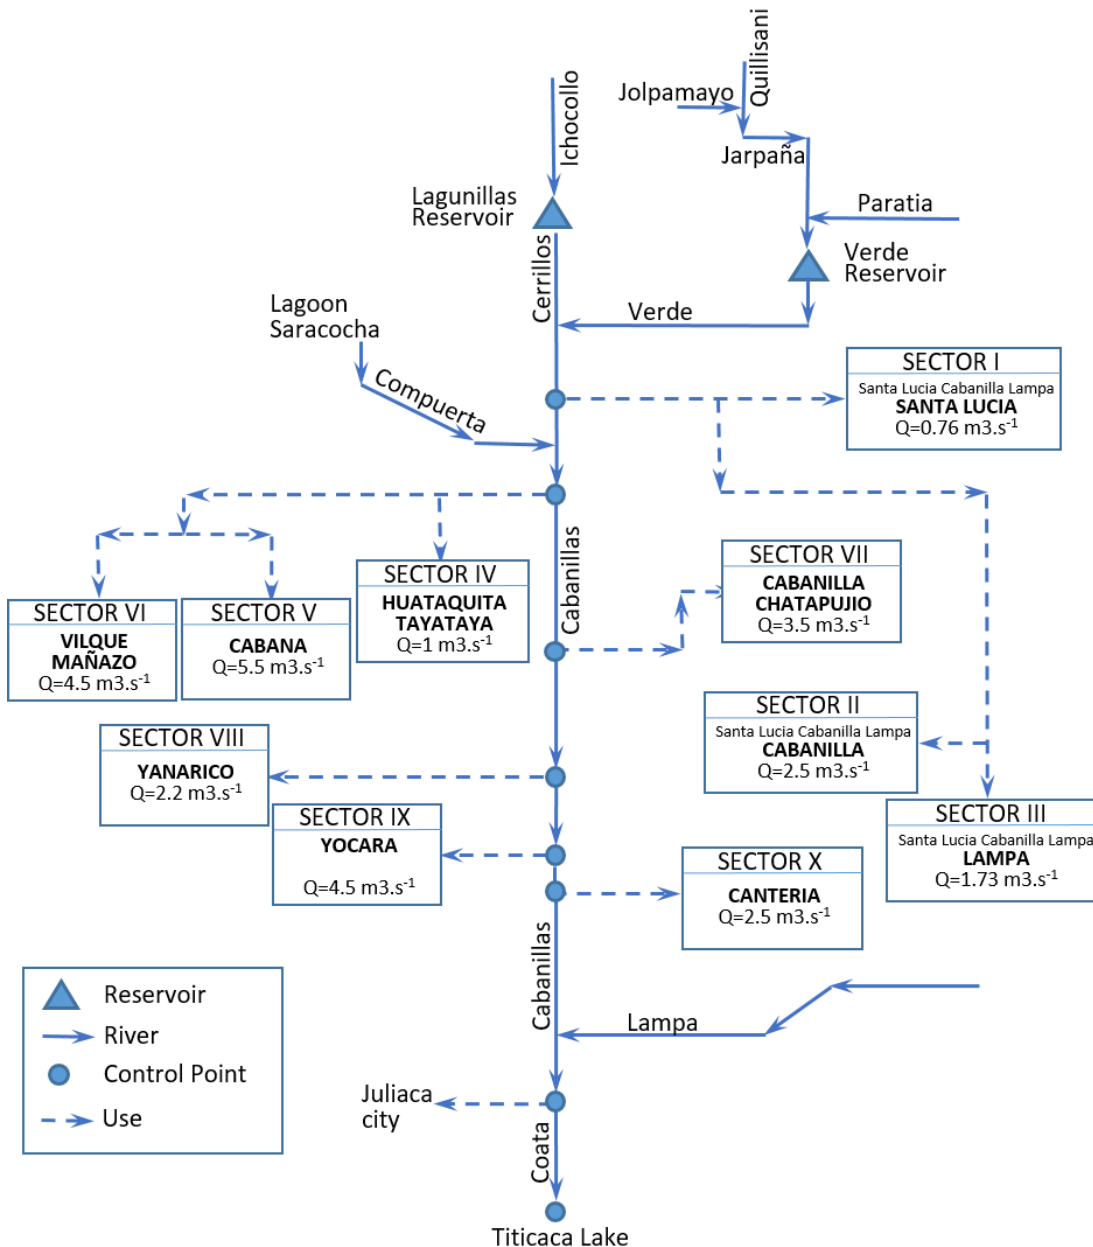 Quillisani
Jolpamayo
Ichocollo
Jarpaña
Lagunillas
Reservoir
Paratia
Verde
Reservoir
Cerrillos
Lagoon
Saracocha
Verde
Compuerta
SECTOR I
Santa Lucia Cabanilla Lampa
SANTA LUCIA
Q=0.76 m3.s-1
Cabanillas
SECTOR VI
VILQUE
MAÑAZO
Q=4.5 m3.s-1
SECTOR V
CABANA
Q=5.5 m3.s-1
SECTOR IV
HUATAQUITA
TAYATAYA
Q=1 m3.s-1
SECTOR VII
CABANILLA
CHATAPUJIO
Q=3.5 m3.s-1
SECTOR II
Santa Lucia Cabanilla Lampa
CABANILLA
Q=2.5 m3.s-1
SECTOR VIII
YANARICO
Q=2.2 m3.s-1
SECTOR IX
YOCARA
Q=4.5 m3.s-1
SECTOR III
Santa Lucia Cabanilla Lampa
LAMPA
Q=1.73 m3.s-1
SECTOR X
CANTERIA
Q=2.5 m3.s-1
Cabanillas
Lampa
Reservoir
River
Control Point
Use
Juliaca
city
Coata
Titicaca Lake